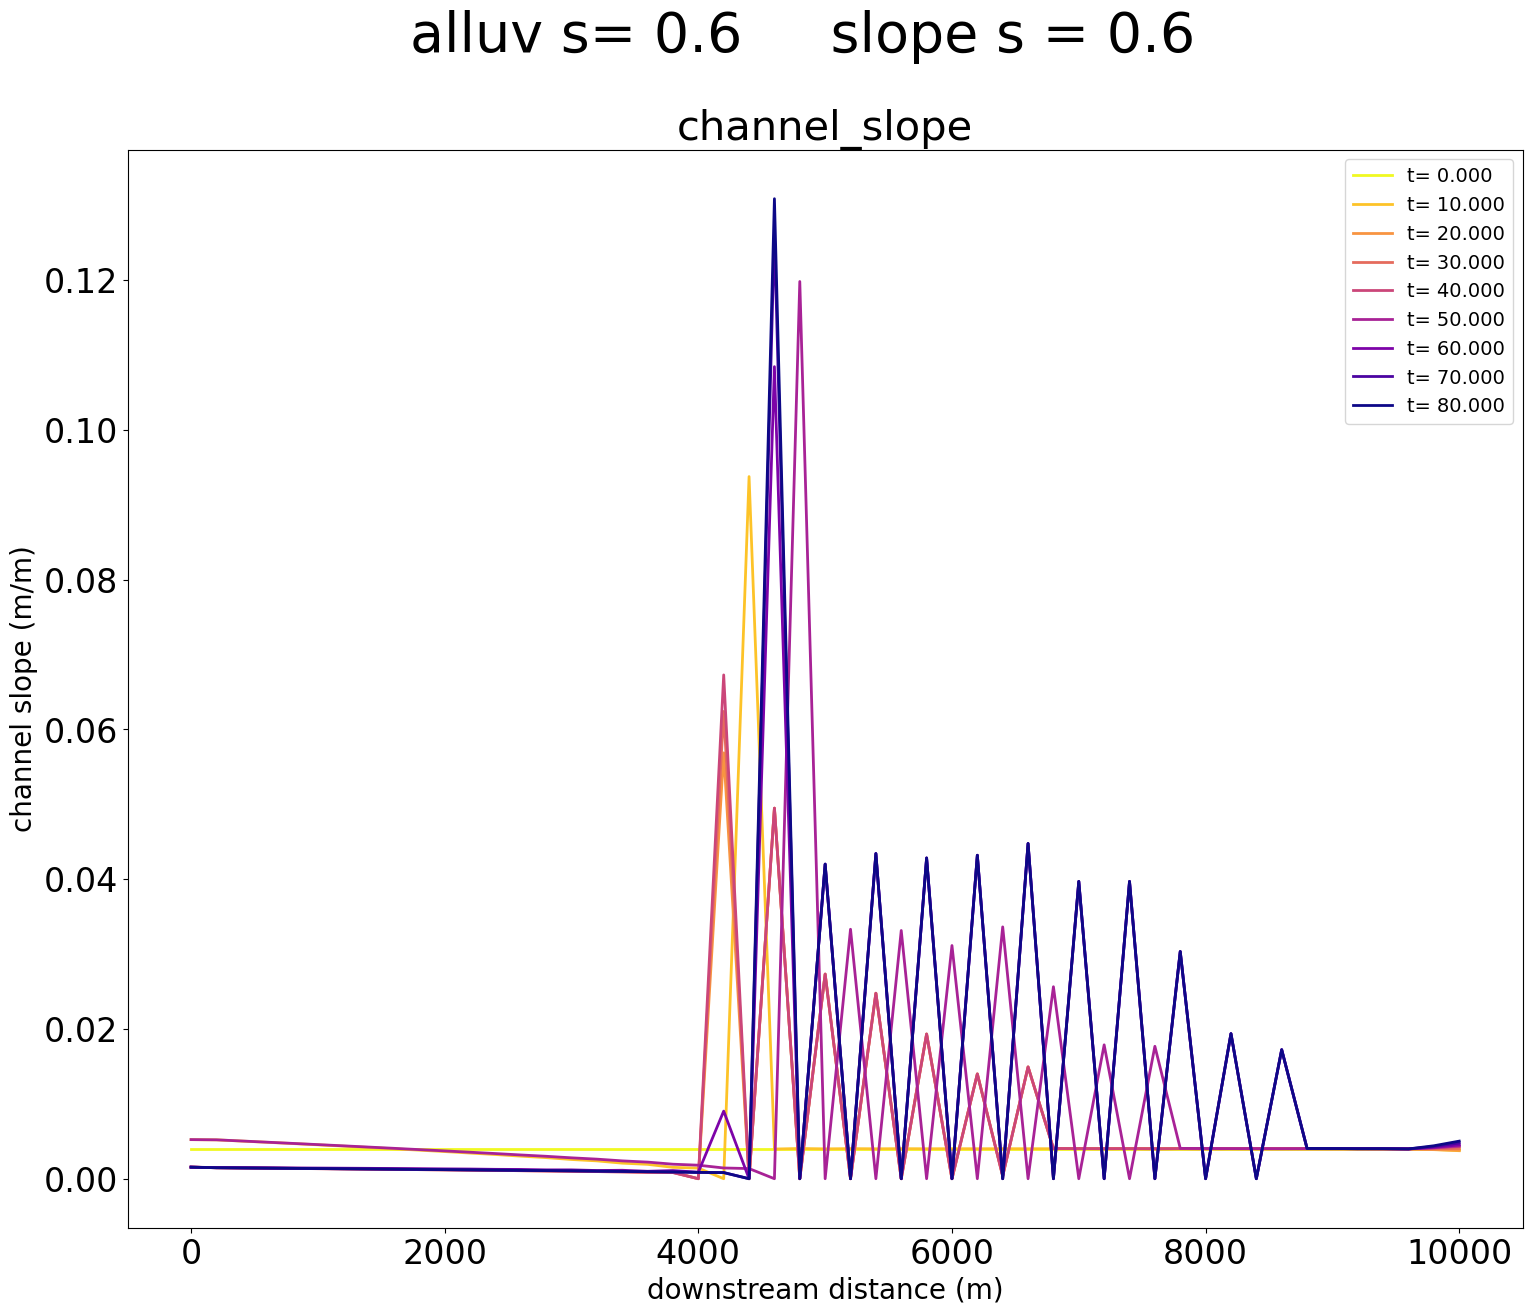 alluv s= 0.6 slope s = 0.6
channel_slope
t= 0.000
t= 10.000
t= 20.000
t= 30.000
t= 40.000
t= 50.000
t= 60.000
t= 70.000
t= 80.000
channel slope (m/m)
0.12
0.10
0.08
0.06
0.04
0.02
0.00
0 2000 4000 6000 8000 10000
downstream distance (m)